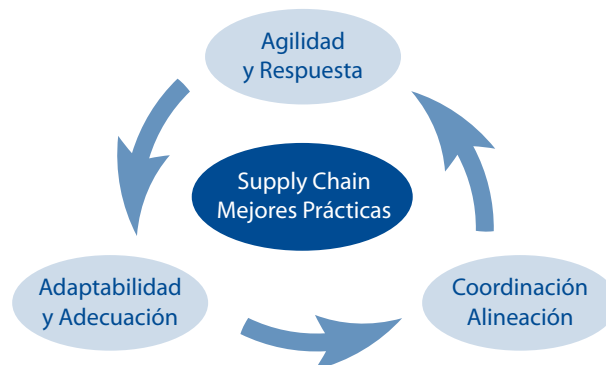 Agilidad
y Respuesta
Supply Chain
Mejores Prácticas
Adaptabilidad
y Adecuación
Coordinación
Alineación